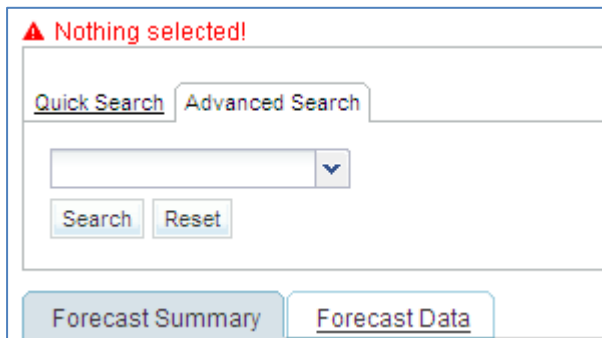 Nothing selected!
Quick Search Advanced Search
Search Reset
Forecast Summary Forecast Data